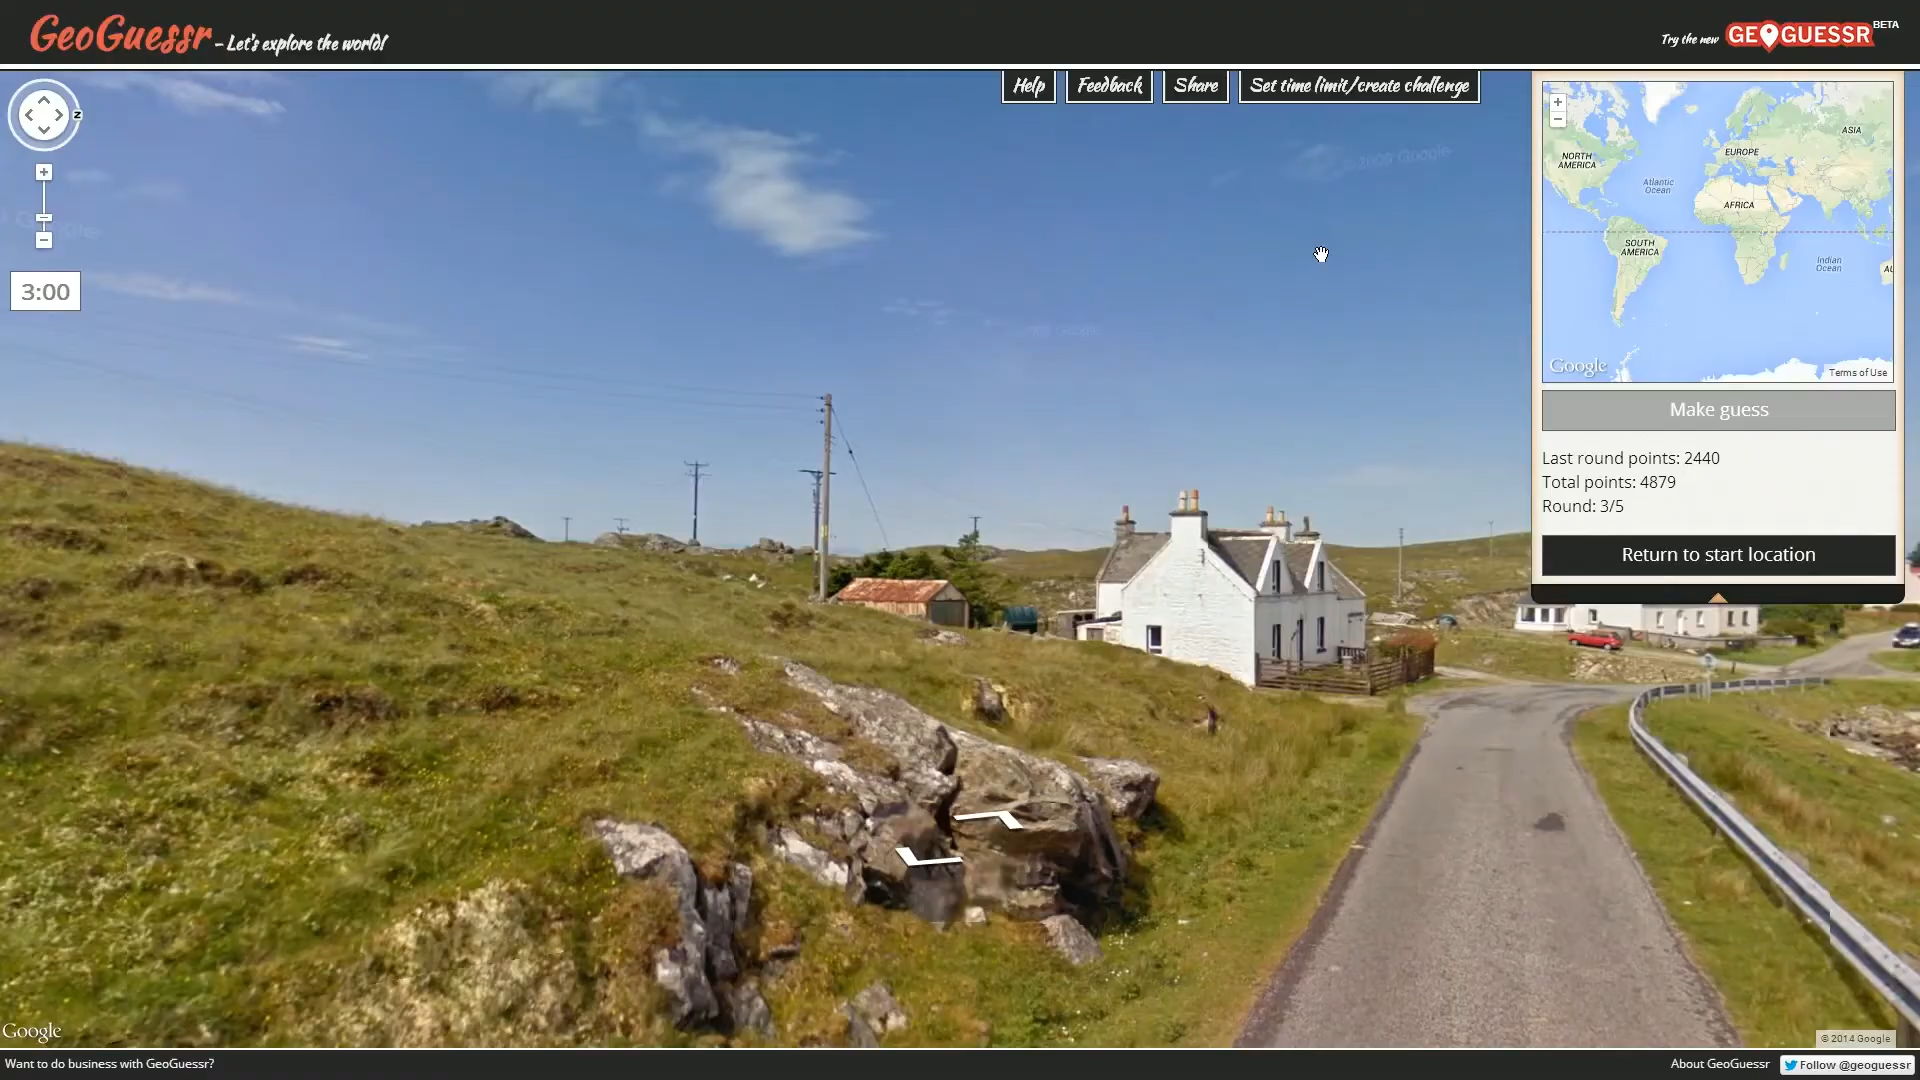 GeoGuessr - Let's explore the world!
Try the new GEOGUESSR BETA
Help
Feedback
Share
Set time limit/create challenge
3:00
NORTH AMERICA
EUROPE
ASIA
Atlantic Ocean
AFRICA
SOUTH AMERICA
Indian Ocean
AU
Google
Terms of Use
Make guess
Last round points: 2440
Total points: 4879
Round: 3/5
Return to start location
Google
© 2014 Google
Want to do business with GeoGuessr?
About GeoGuessr
Follow @geoguessr